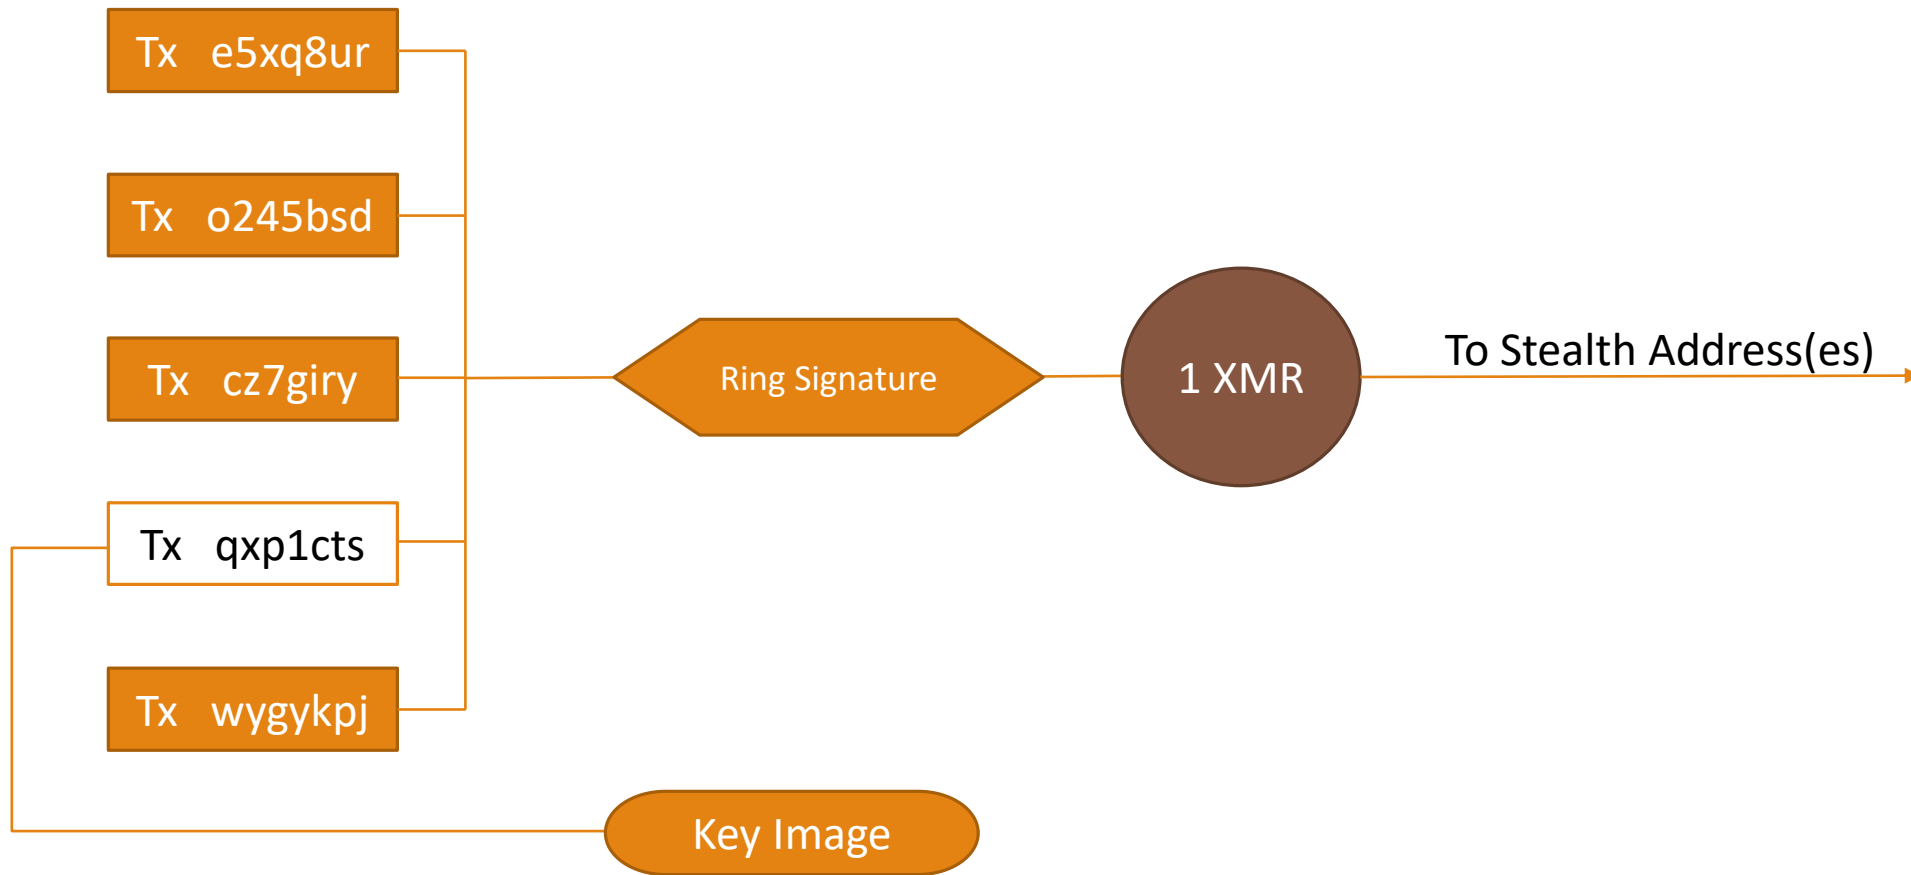 Tx e5xq8ur
Tx o245bsd
Tx cz7giry
Tx qxp1cts
Tx wygykpj
Ring Signature
1 XMR
To Stealth Address(es)
Key Image